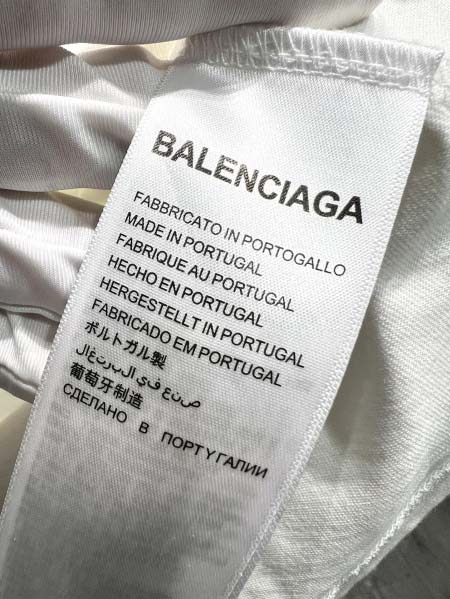 BALENCIAGA
FABBRICATO IN PORTOGALLO
MADE IN PORTUGAL
FABRIQUE AU PORTUGAL
HECHO EN PORTUGAL
HERGESTELLT IN PORTUGAL
FABRICADO EM PORTUGAL
ポルトガル製
صنع في البرتغال
葡萄牙制造
СДЕЛАНО В ПОРТУГАЛИИ